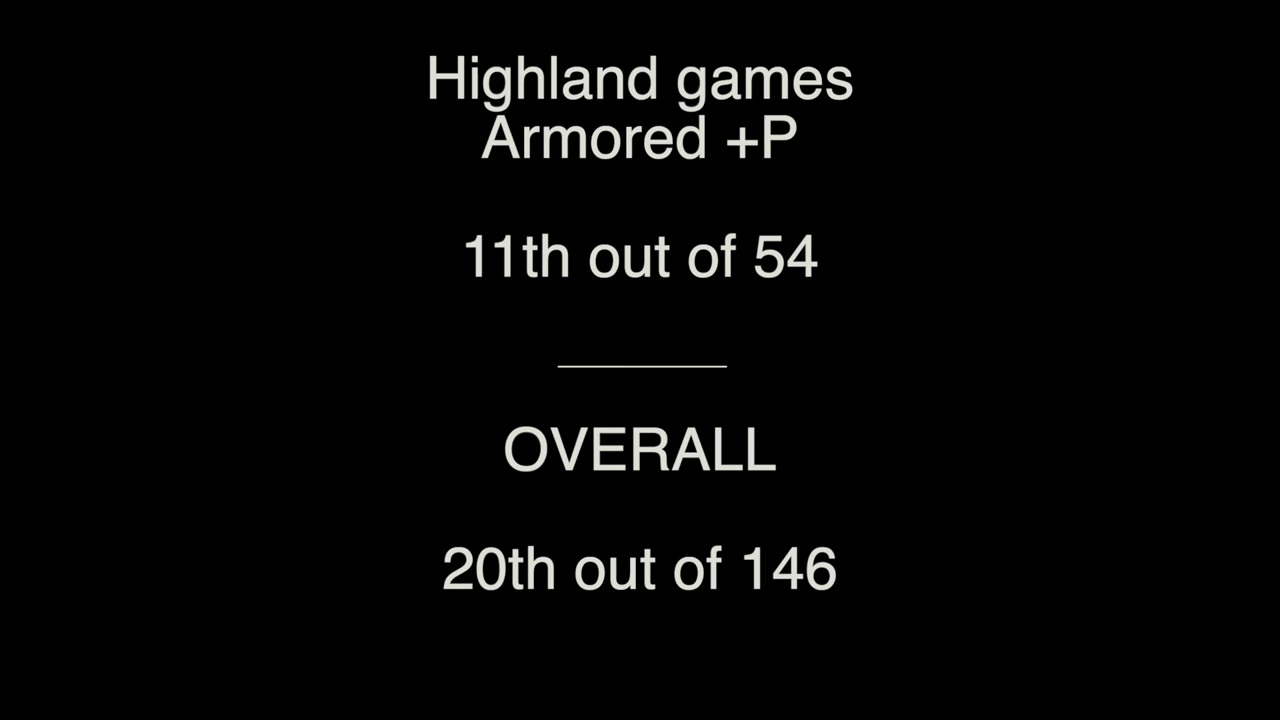 Highland games
Armored +P
11th out of 54
OVERALL
20th out of 146